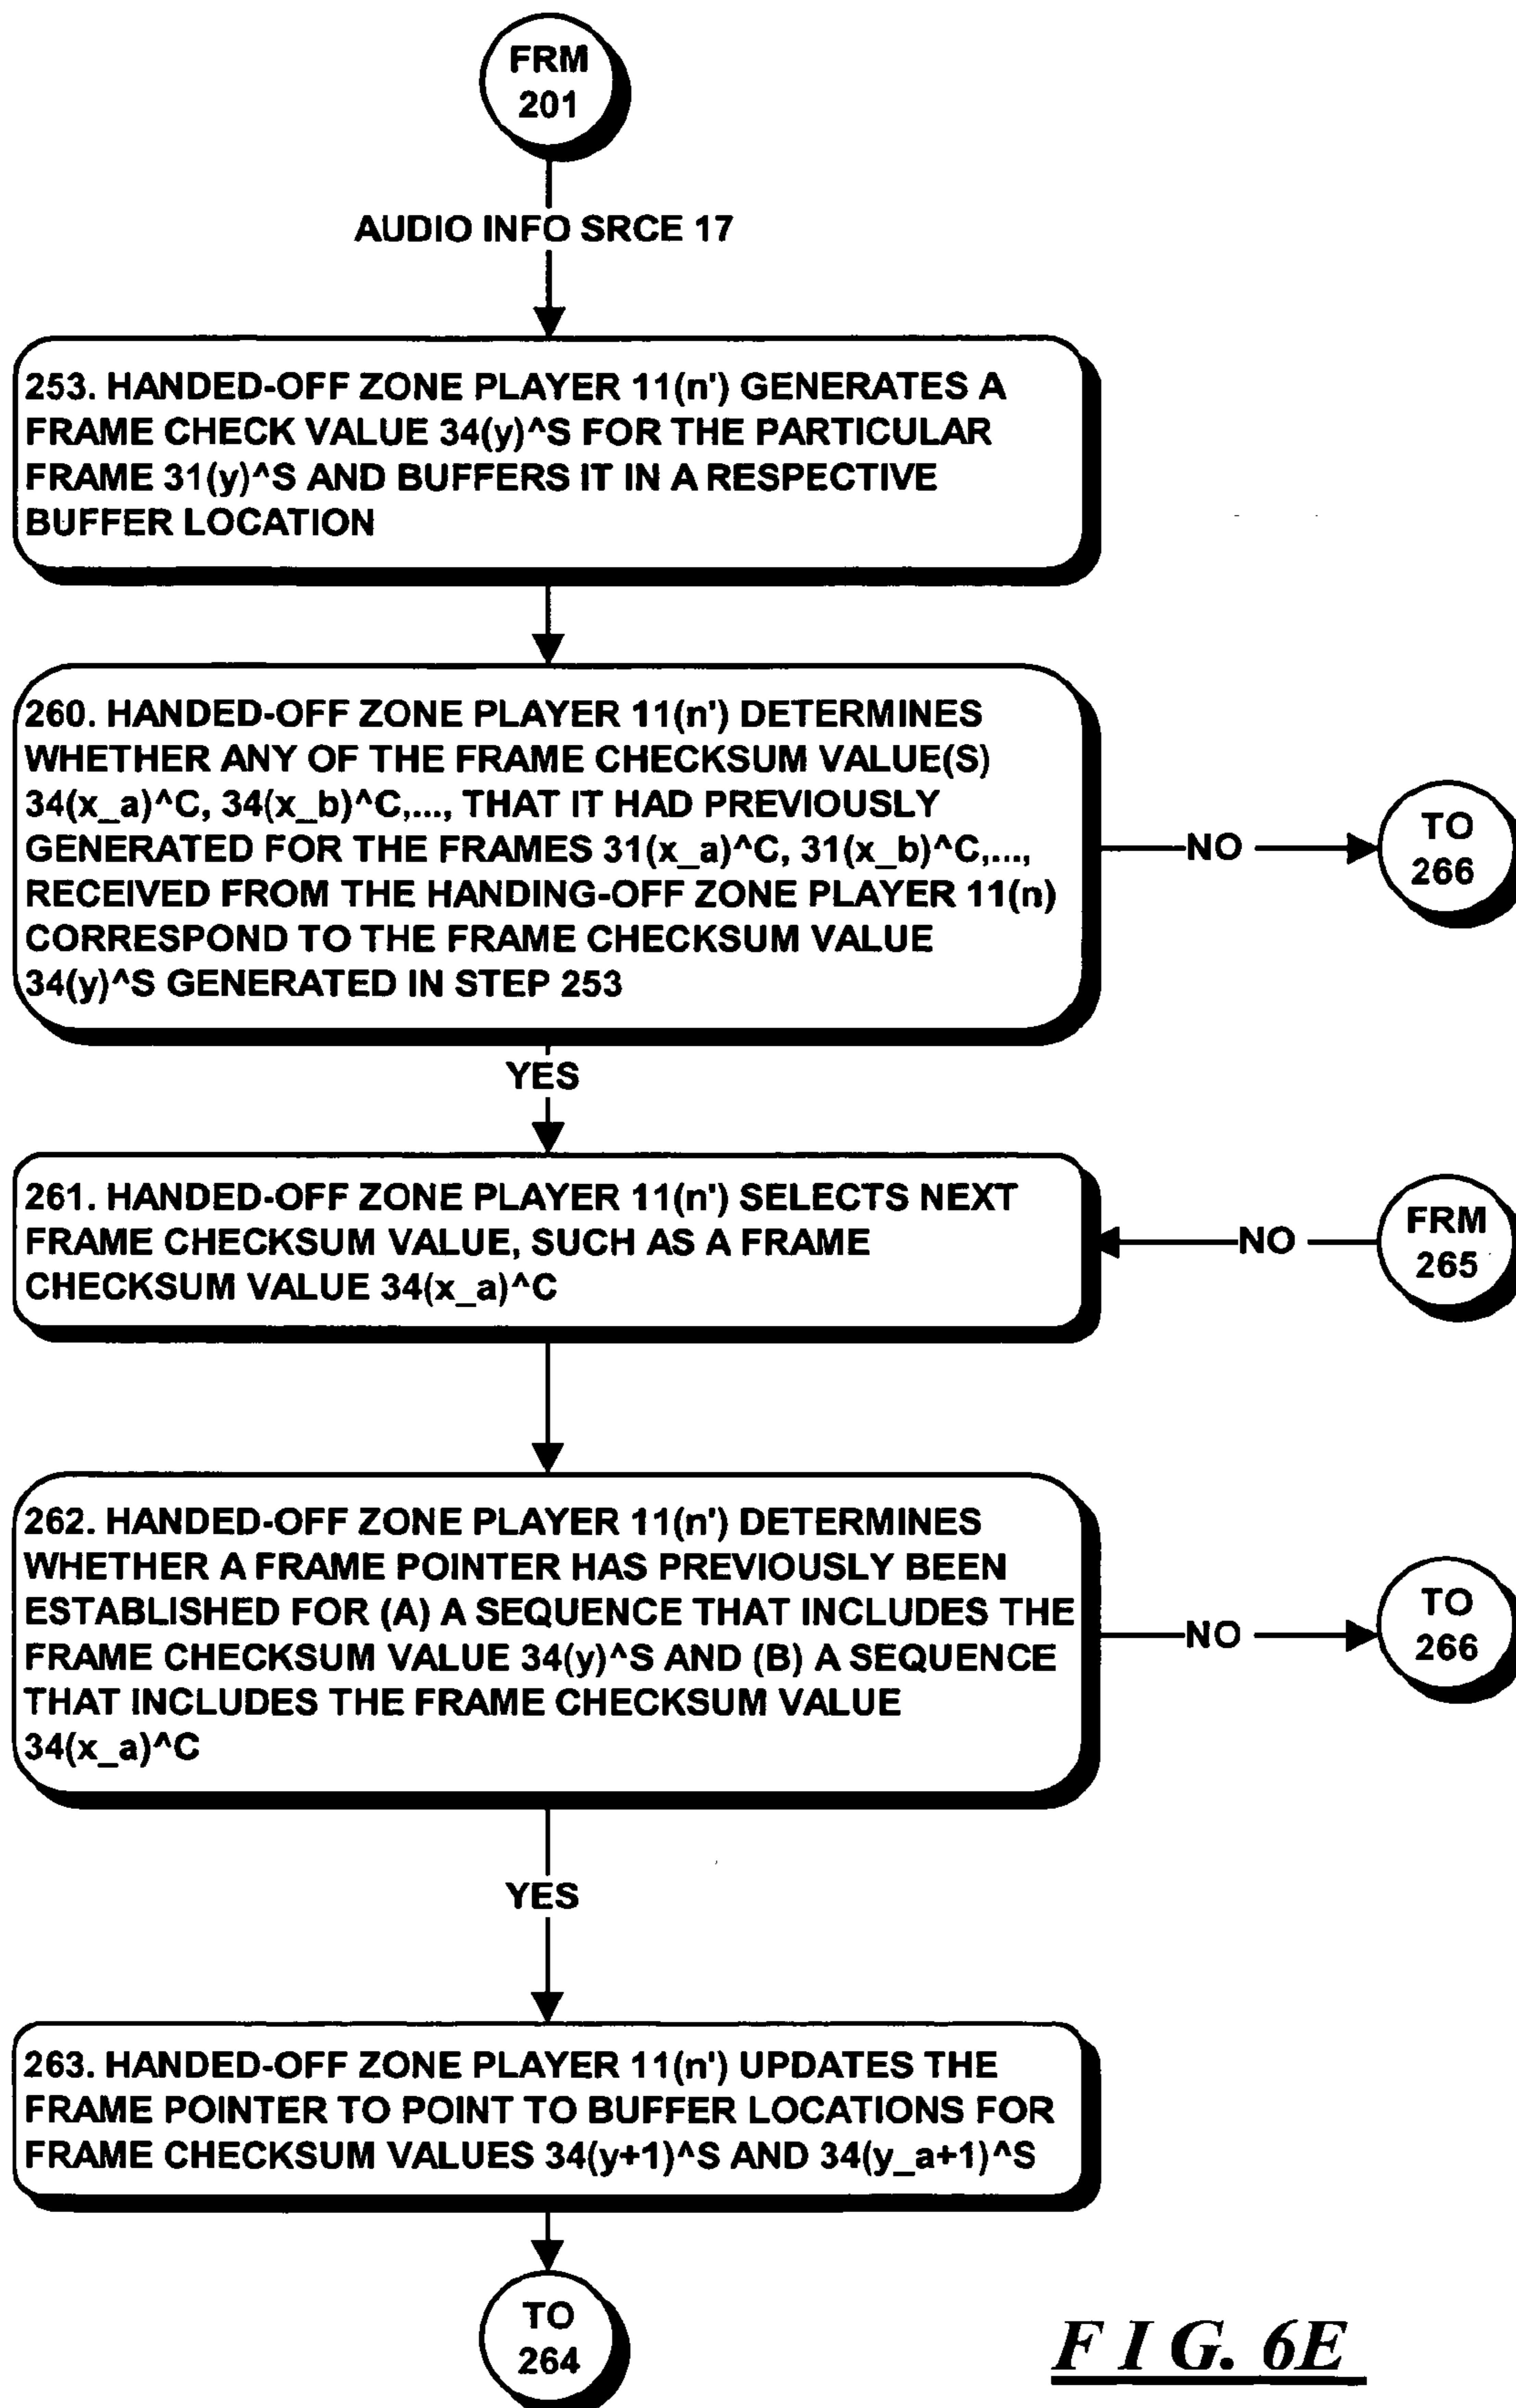 FRM
201
AUDIO INFO SRCE 17
253. HANDED-OFF ZONE PLAYER 11(n') GENERATES A
FRAME CHECK VALUE 34(y)^S FOR THE PARTICULAR
FRAME 31(y)^S AND BUFFERS IT IN A RESPECTIVE
BUFFER LOCATION
260. HANDED-OFF ZONE PLAYER 11(n') DETERMINES
WHETHER ANY OF THE FRAME CHECKSUM VALUE(S)
34(x_a)^C, 34(x_b)^C,..., THAT IT HAD PREVIOUSLY
GENERATED FOR THE FRAMES 31(x_a)^C, 31(x_b)^C,...,
RECEIVED FROM THE HANDING-OFF ZONE PLAYER 11(n)
CORRESPOND TO THE FRAME CHECKSUM VALUE
34(y)^S GENERATED IN STEP 253
NO
TO
266
YES
261. HANDED-OFF ZONE PLAYER 11(n') SELECTS NEXT
FRAME CHECKSUM VALUE, SUCH AS A FRAME
CHECKSUM VALUE 34(x_a)^C
NO
FRM
265
262. HANDED-OFF ZONE PLAYER 11(n') DETERMINES
WHETHER A FRAME POINTER HAS PREVIOUSLY BEEN
ESTABLISHED FOR (A) A SEQUENCE THAT INCLUDES THE
FRAME CHECKSUM VALUE 34(y)^S AND (B) A SEQUENCE
THAT INCLUDES THE FRAME CHECKSUM VALUE
34(x_a)^C
NO
TO
266
YES
263. HANDED-OFF ZONE PLAYER 11(n') UPDATES THE
FRAME POINTER TO POINT TO BUFFER LOCATIONS FOR
FRAME CHECKSUM VALUES 34(y+1)^S AND 34(y_a+1)^S
TO
264
FIG. 6E